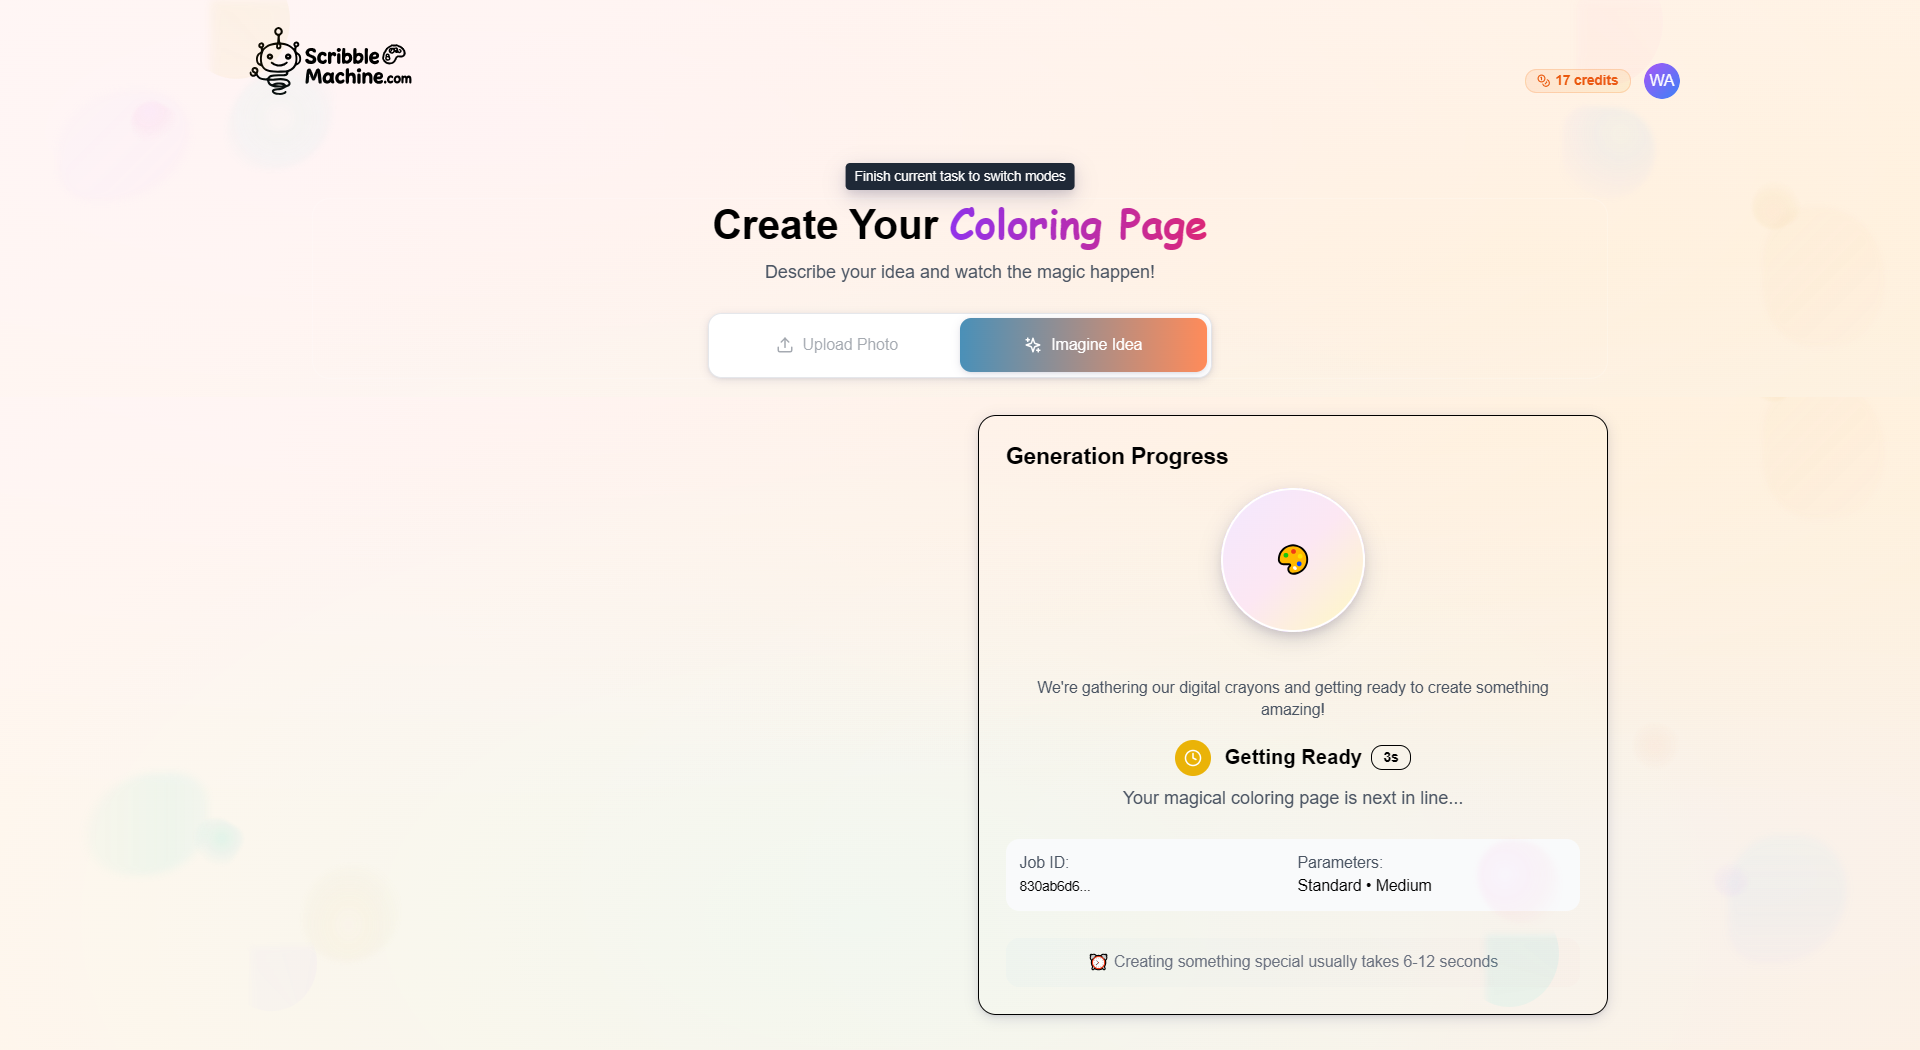 Scribble
Machine.com
17 credits
WA
Finish current task to switch modes
Create Your Coloring Page
Describe your idea and watch the magic happen!
Upload Photo
Imagine Idea
Generation Progress
We're gathering our digital crayons and getting ready to create something
amazing!
Getting Ready 3s
Your magical coloring page is next in line...
Job ID:
830ab6d6...
Parameters:
Standard • Medium
⏰ Creating something special usually takes 6-12 seconds